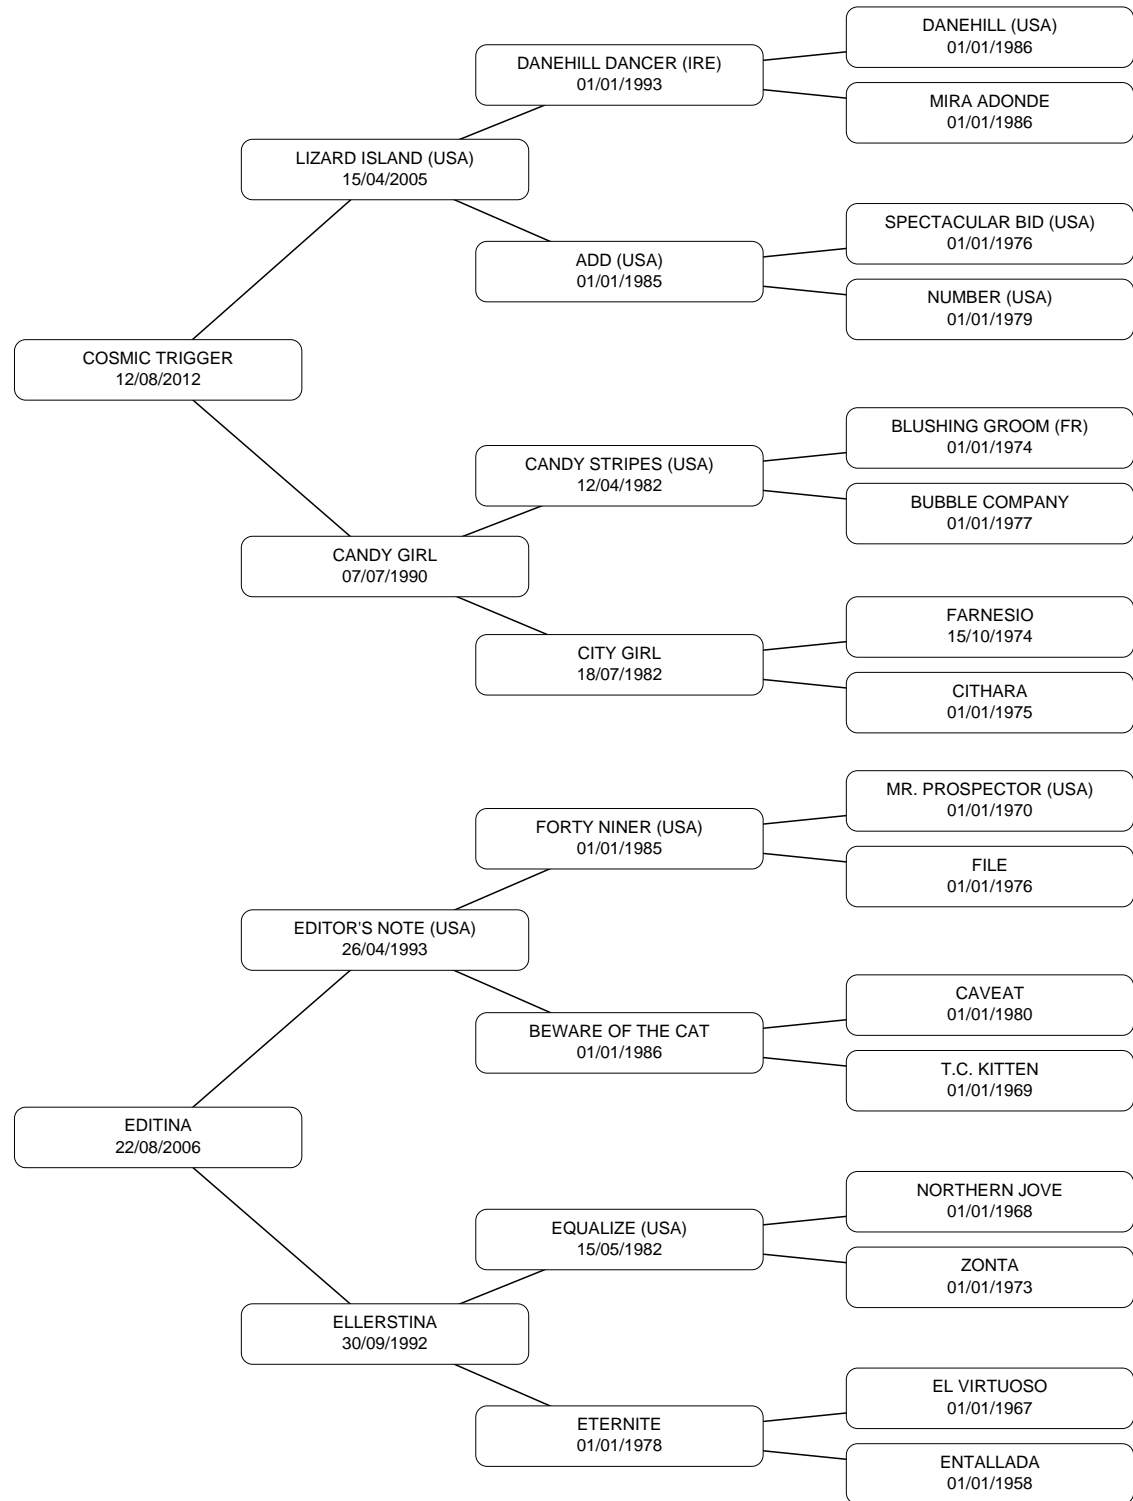 DANEHILL (USA)
01/01/1986
DANEHILL DANCER (IRE)
01/01/1993
MIRA ADONDE
01/01/1986
LIZARD ISLAND (USA)
15/04/2005
SPECTACULAR BID (USA)
01/01/1976
ADD (USA)
01/01/1985
NUMBER (USA)
01/01/1979
COSMIC TRIGGER
12/08/2012
BLUSHING GROOM (FR)
01/01/1974
CANDY STRIPES (USA)
12/04/1982
BUBBLE COMPANY
01/01/1977
CANDY GIRL
07/07/1990
FARNESIO
15/10/1974
CITY GIRL
18/07/1982
CITHARA
01/01/1975
MR. PROSPECTOR (USA)
01/01/1970
FORTY NINER (USA)
01/01/1985
FILE
01/01/1976
EDITOR'S NOTE (USA)
26/04/1993
CAVEAT
01/01/1980
BEWARE OF THE CAT
01/01/1986
T.C. KITTEN
01/01/1969
EDITINA
22/08/2006
NORTHERN JOVE
01/01/1968
EQUALIZE (USA)
15/05/1982
ZONTA
01/01/1973
ELLERSTINA
30/09/1992
EL VIRTUOSO
01/01/1967
ETERNITE
01/01/1978
ENTALLADA
01/01/1958